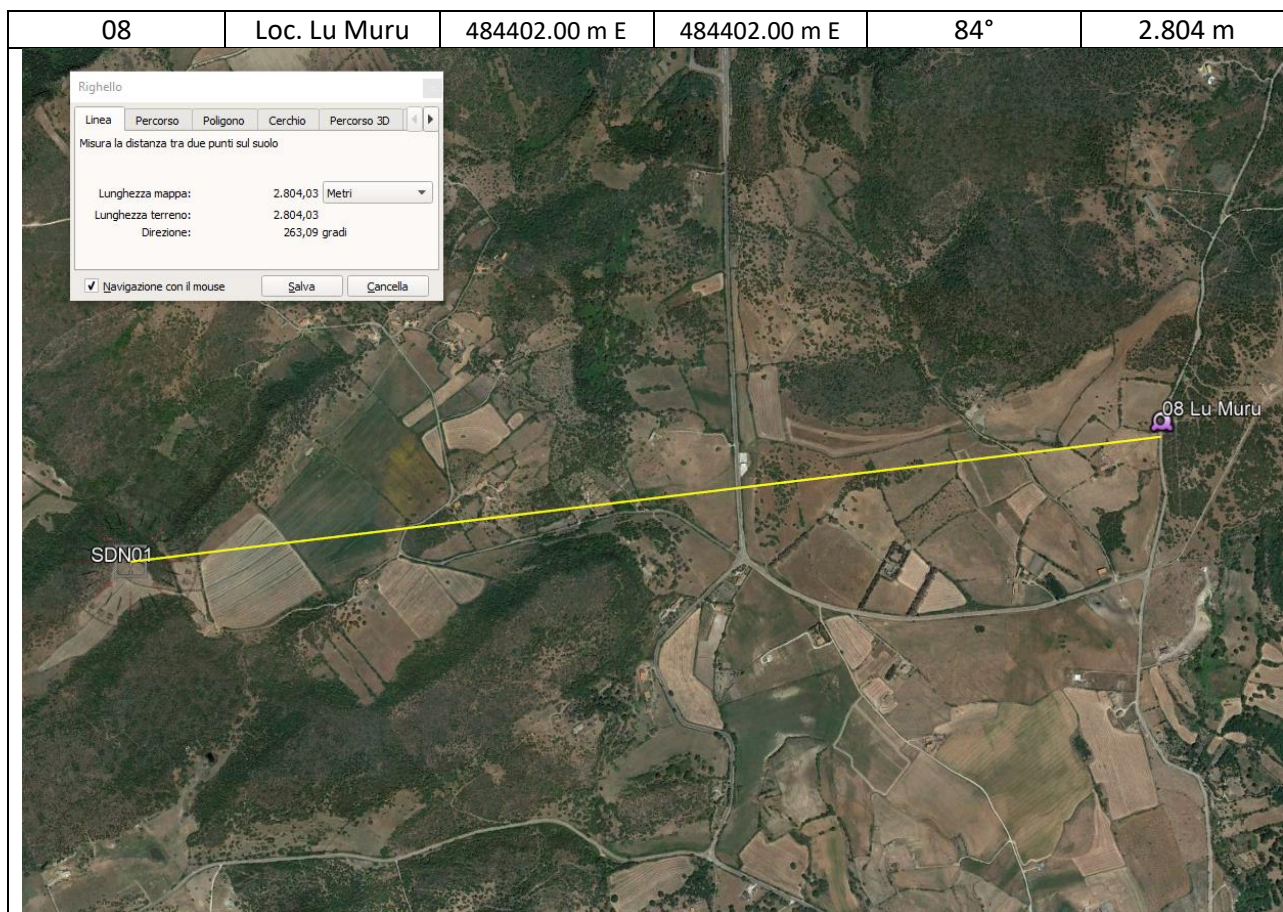 08 Loc. Lu Muru 484402.00 m E 484402.00 m E 84° 2.804 m
Righello
Linea Percorso Poligono Cerchio Percorso 3D
Misura la distanza tra due punti sul suolo
Lunghezza mappa: 2.804,03 Metri
Lunghezza terreno: 2.804,03
Direzione: 263,09 gradi
Navigazione con il mouse Salva Cancella
08 Lu Muru
SDN01